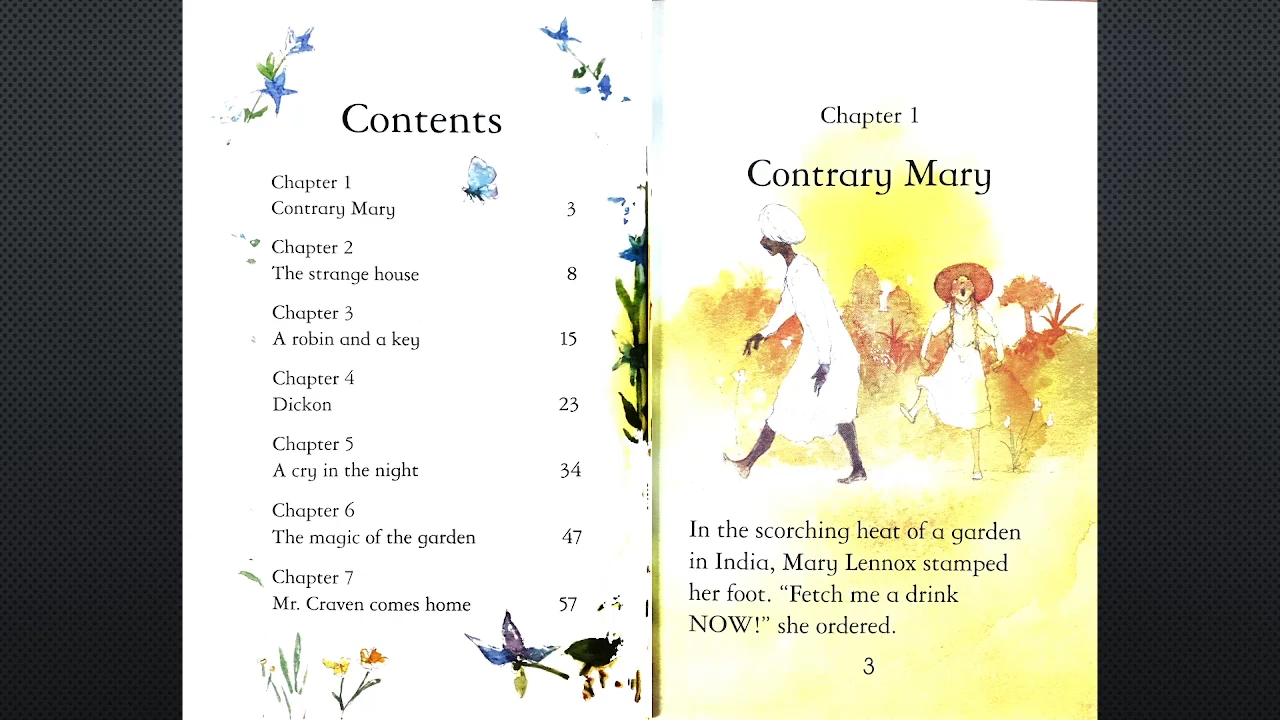 Contents
Chapter 1
Contrary Mary 3
Chapter 2
The strange house 8
Chapter 3
A robin and a key 15
Chapter 4
Dickon 23
Chapter 5
A cry in the night 34
Chapter 6
The magic of the garden 47
Chapter 7
Mr. Craven comes home 57
Chapter 1
Contrary Mary
In the scorching heat of a garden
in India, Mary Lennox stamped
her foot. “Fetch me a drink
NOW!” she ordered.
3